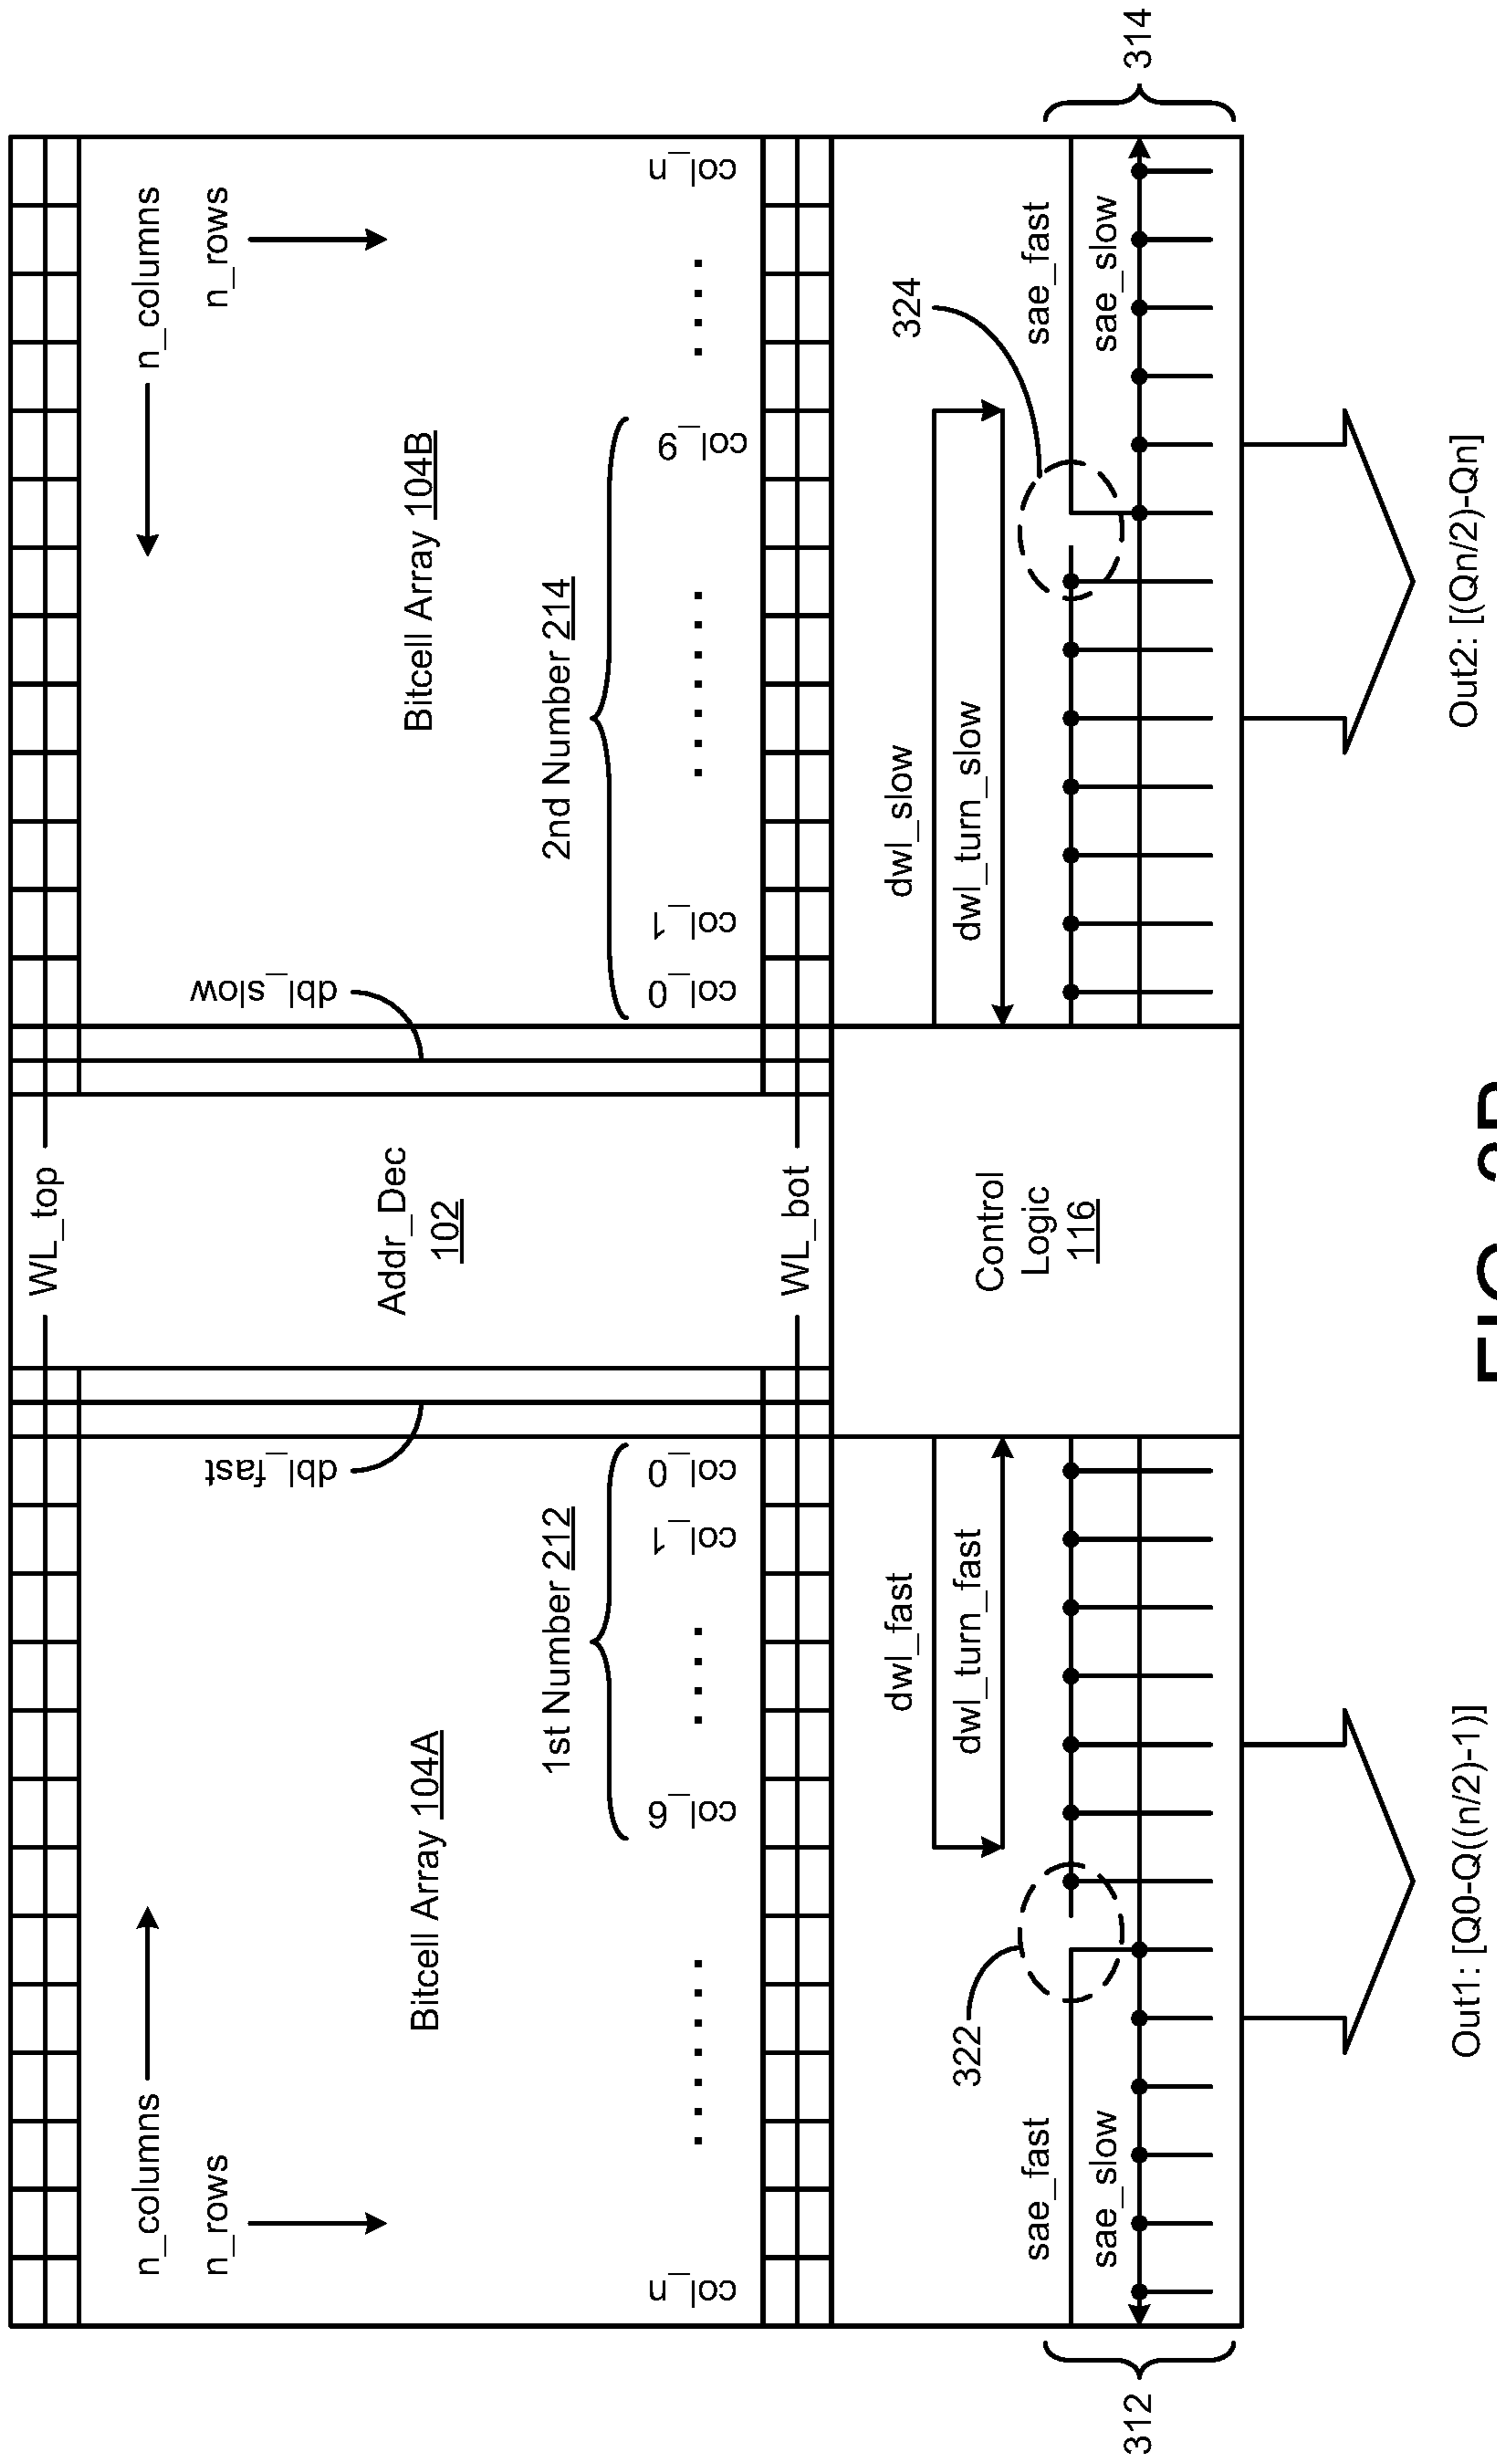 WL_top
n_columns
n_rows
n_columns
n_rows
Bitcell Array 104A
Addr_Dec
102
Bitcell Array 104B
dbl_fast
dbl_slow
1st Number 212
2nd Number 214
col_n
col_6
col_1
col_0
col_0
col_1
col_9
col_n
WL_bot
dwl_fast
dwl_turn_fast
dwl_slow
dwl_turn_slow
322
324
Control
Logic
116
sae_fast
sae_slow
sae_fast
sae_slow
312
314
Out1: [Q0-Q((n/2)-1)]
Out2: [(Qn/2)-Qn]